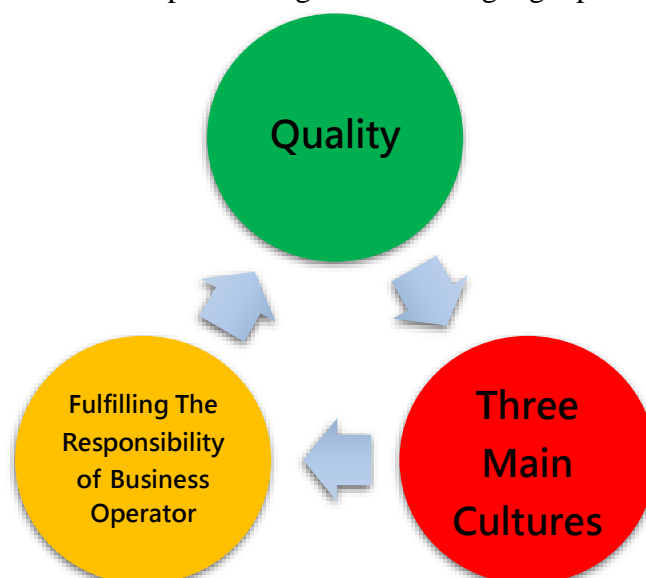 Quality
Three
Main
Cultures
Fulfilling The
Responsibility
of Business
Operator